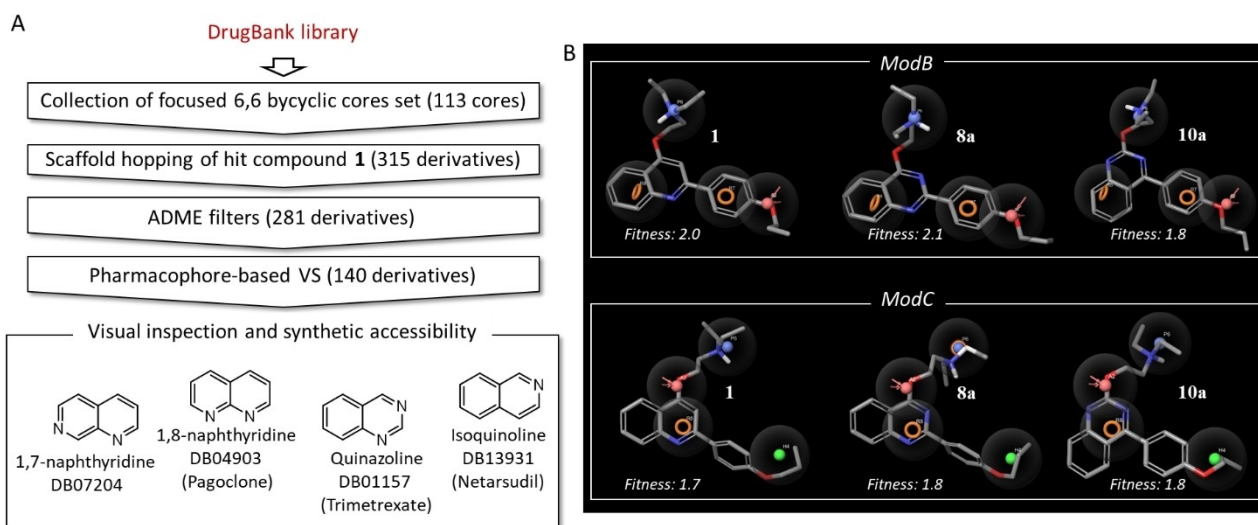 A
DrugBank library
Collection of focused 6,6 bycyclic cores set (113 cores)
Scaffold hopping of hit compound 1 (315 derivatives)
ADME filters (281 derivatives)
Pharmacophore-based VS (140 derivatives)
Visual inspection and synthetic accessibility
N
N
1,7-naphthyridine
DB07204
N
N
1,8-naphthyridine
DB04903
(Pagoclone)
N
N
Quinazoline
DB01157
(Trimetrexate)
N
Isoquinoline
DB13931
(Netarsudil)
B
ModB
1
8a
10a
Fitness: 2.0
Fitness: 2.1
Fitness: 1.8
ModC
1
8a
10a
Fitness: 1.7
Fitness: 1.8
Fitness: 1.8